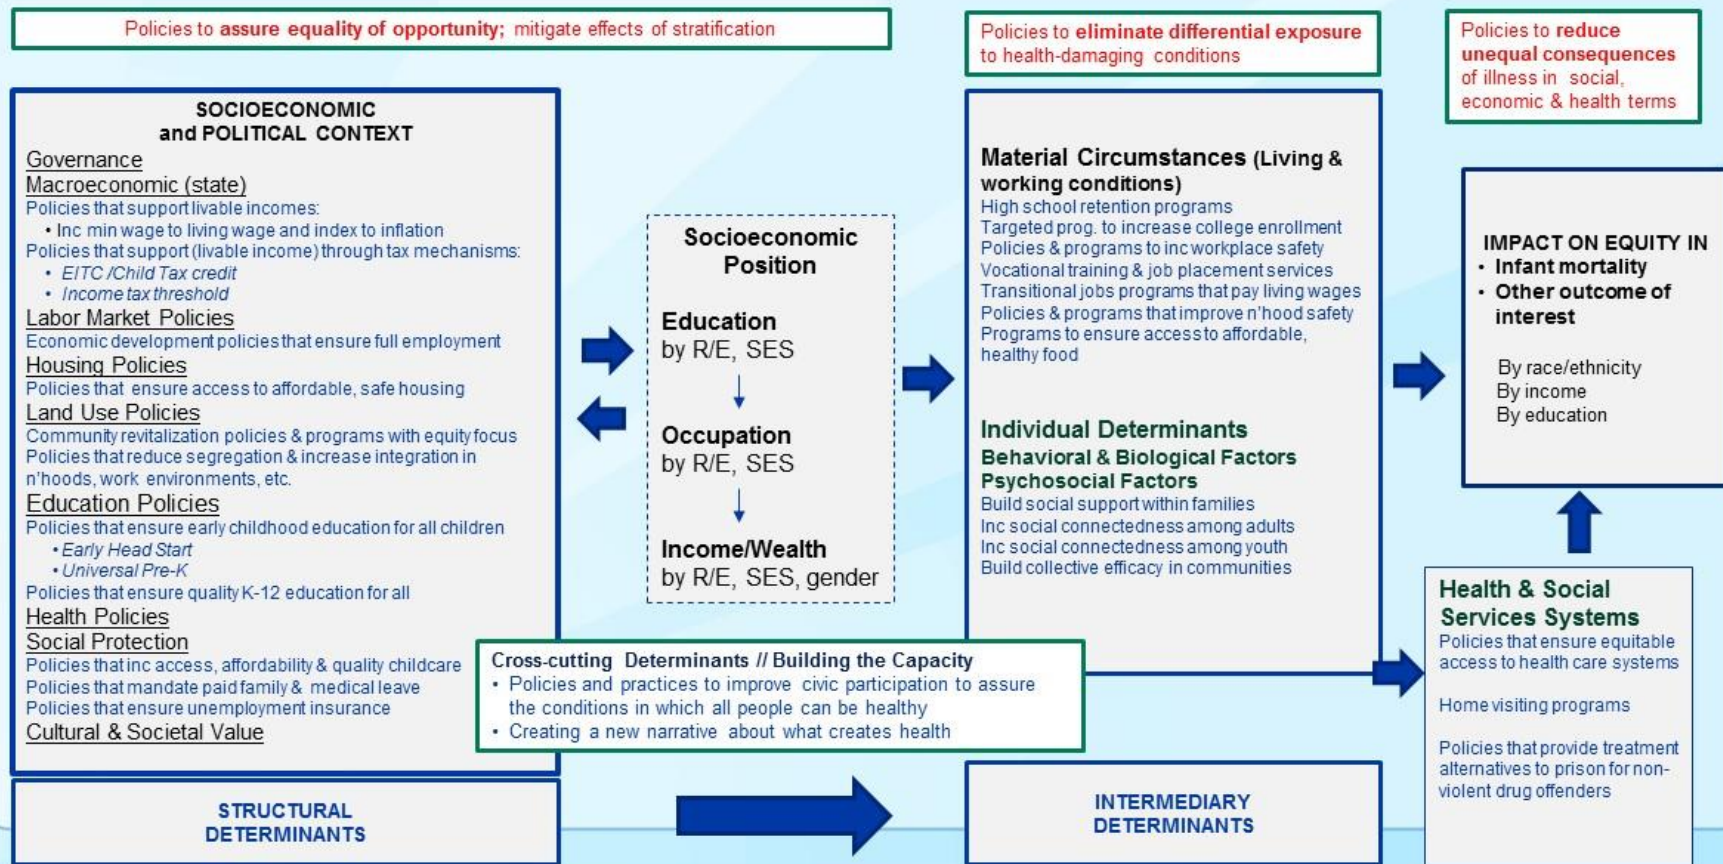 Policies to assure equality of opportunity; mitigate effects of stratification
Policies to eliminate differential exposure
to health-damaging conditions
Policies to reduce
unequal consequences
of illness in social,
economic & health terms
SOCIOECONOMIC
and POLITICAL CONTEXT
Governance
Macroeconomic (state)
Policies that support livable incomes:
• Inc min wage to living wage and index to inflation
Policies that support (livable income) through tax mechanisms:
• EITC /Child Tax credit
• Income tax threshold
Labor Market Policies
Economic development policies that ensure full employment
Housing Policies
Policies that ensure access to affordable, safe housing
Land Use Policies
Community revitalization policies & programs with equity focus
Policies that reduce segregation & increase integration in
n'hoods, work environments, etc.
Education Policies
Policies that ensure early childhood education for all children
• Early Head Start
• Universal Pre-K
Policies that ensure quality K-12 education for all
Health Policies
Social Protection
Policies that inc access, affordability & quality childcare
Policies that mandate paid family & medical leave
Policies that ensure unemployment insurance
Cultural & Societal Value
STRUCTURAL
DETERMINANTS
Socioeconomic
Position
Education
by R/E, SES
Occupation
by R/E, SES
Income/Wealth
by R/E, SES, gender
Cross-cutting Determinants // Building the Capacity
• Policies and practices to improve civic participation to assure
the conditions in which all people can be healthy
• Creating a new narrative about what creates health
Material Circumstances (Living &
working conditions)
High school retention programs
Targeted prog. to increase college enrollment
Policies & programs to inc workplace safety
Vocational training & job placement services
Transitional jobs programs that pay living wages
Policies & programs that improve n'hood safety
Programs to ensure access to affordable,
healthy food
Individual Determinants
Behavioral & Biological Factors
Psychosocial Factors
Build social support within families
Inc social connectedness among adults
Inc social connectedness among youth
Build collective efficacy in communities
INTERMEDIARY
DETERMINANTS
IMPACT ON EQUITY IN
• Infant mortality
• Other outcome of
interest
By race/ethnicity
By income
By education
Health & Social
Services Systems
Policies that ensure equitable
access to health care systems
Home visiting programs
Policies that provide treatment
alternatives to prison for non-
violent drug offenders